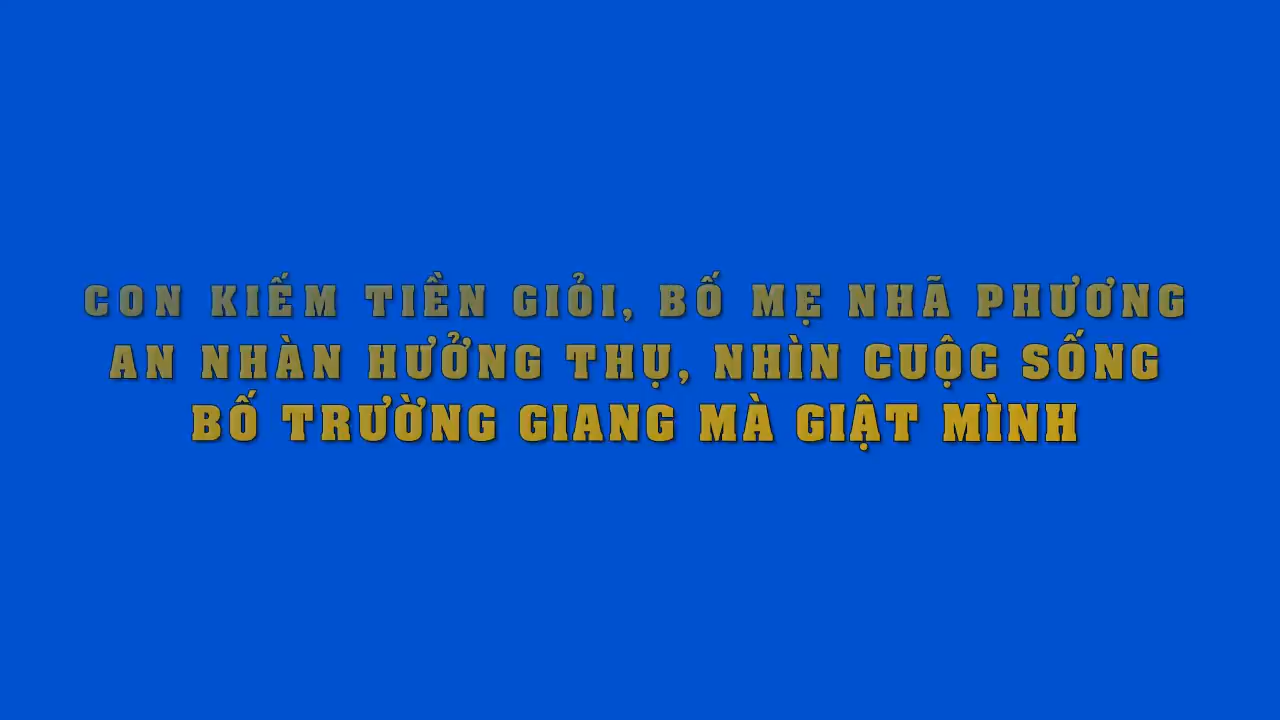 CON KIẾM TIỀN GIỎI, BỐ MẸ NHÃ PHƯƠNG
AN NHÀN HƯỞNG THỤ, NHÌN CUỘC SỐNG
BỐ TRƯỜNG GIANG MÀ GIẬT MÌNH